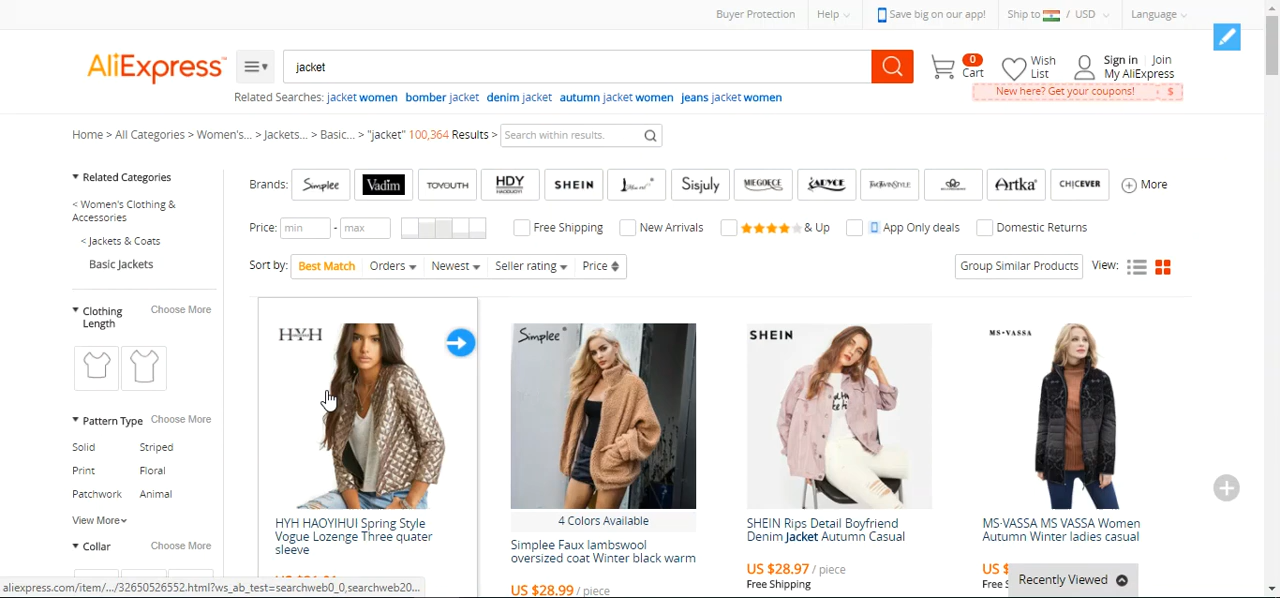 Buyer Protection Help Save big on our app! Ship to / USD Language
AliExpress™ jacket 0 Cart Wish List Sign in Join My AliExpress
Related Searches: jacket women bomber jacket denim jacket autumn jacket women jeans jacket women
New here? Get your coupons! $
Home > All Categories > Women's... > Jackets... > Basic... > "jacket" 100,364 Results > Search within results.
Related Categories
< Women's Clothing &
Accessories
< Jackets & Coats
Basic Jackets
Clothing
Length
Choose More
Pattern Type Choose More
Solid Striped
Print Floral
Patchwork Animal
View More
Collar Choose More
Brands: Simplee Vadim TOYOUTH HDY HAODUOYI SHEIN Sisjuly MIEGOFCE Artka CHICEVER More
Price: min - max Free Shipping New Arrivals & Up App Only deals Domestic Returns
Sort by: Best Match Orders Newest Seller rating Price Group Similar Products View:
HYH
HYH HAOYIHUI Spring Style
Vogue Lozenge Three quater
sleeve
Simplee
4 Colors Available
Simplee Faux lambswool
oversized coat Winter black warm
US $28.99 / piece
SHEIN
SHEIN Rips Detail Boyfriend
Denim Jacket Autumn Casual
US $28.97 / piece
Free Shipping
MS·VASSA
MS·VASSA MS VASSA Women
Autumn Winter ladies casual
US $
Free S
Recently Viewed
aliexpress.com/item/.../32650526552.html?ws_ab_test=searchweb0_0,searchweb20...